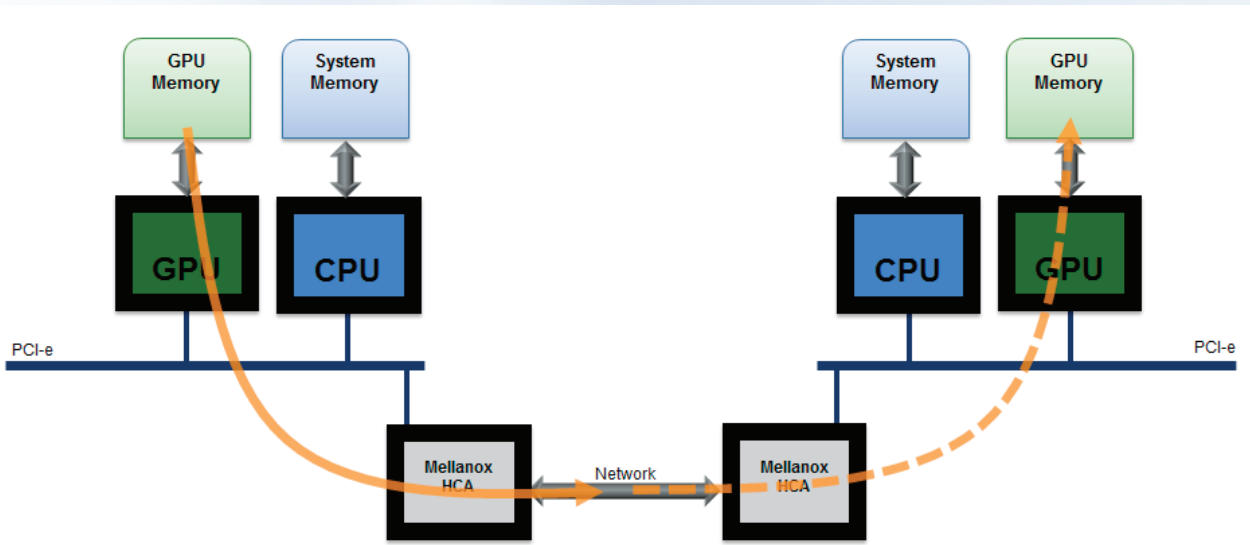 GPU
Memory
System
Memory
System
Memory
GPU
Memory
GPU
CPU
CPU
GPU
PCI-e
PCI-e
Mellanox
HCA
Network
Mellanox
HCA